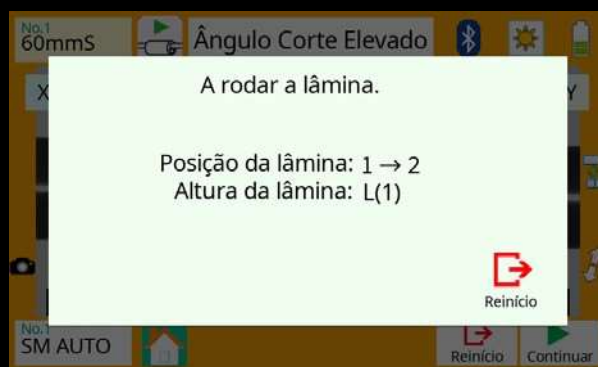 No.1
60mmS
Ângulo Corte Elevado
X
Y
A rodar a lâmina.
Posição da lâmina: 1 → 2
Altura da lâmina: L(1)
Reinício
No.1
SM AUTO
Reinício
Continuar